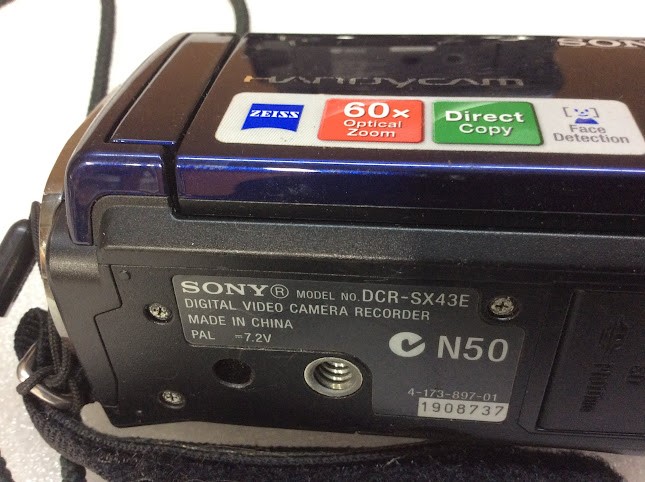 SONY
HANDYCAM
ZEISS
60x
Optical
Zoom
Direct
Copy
Face
Detection
SONY® MODEL NO. DCR-SX43E
DIGITAL VIDEO CAMERA RECORDER
MADE IN CHINA
PAL ⎓7.2V
N50
4-173-897-01
1908737